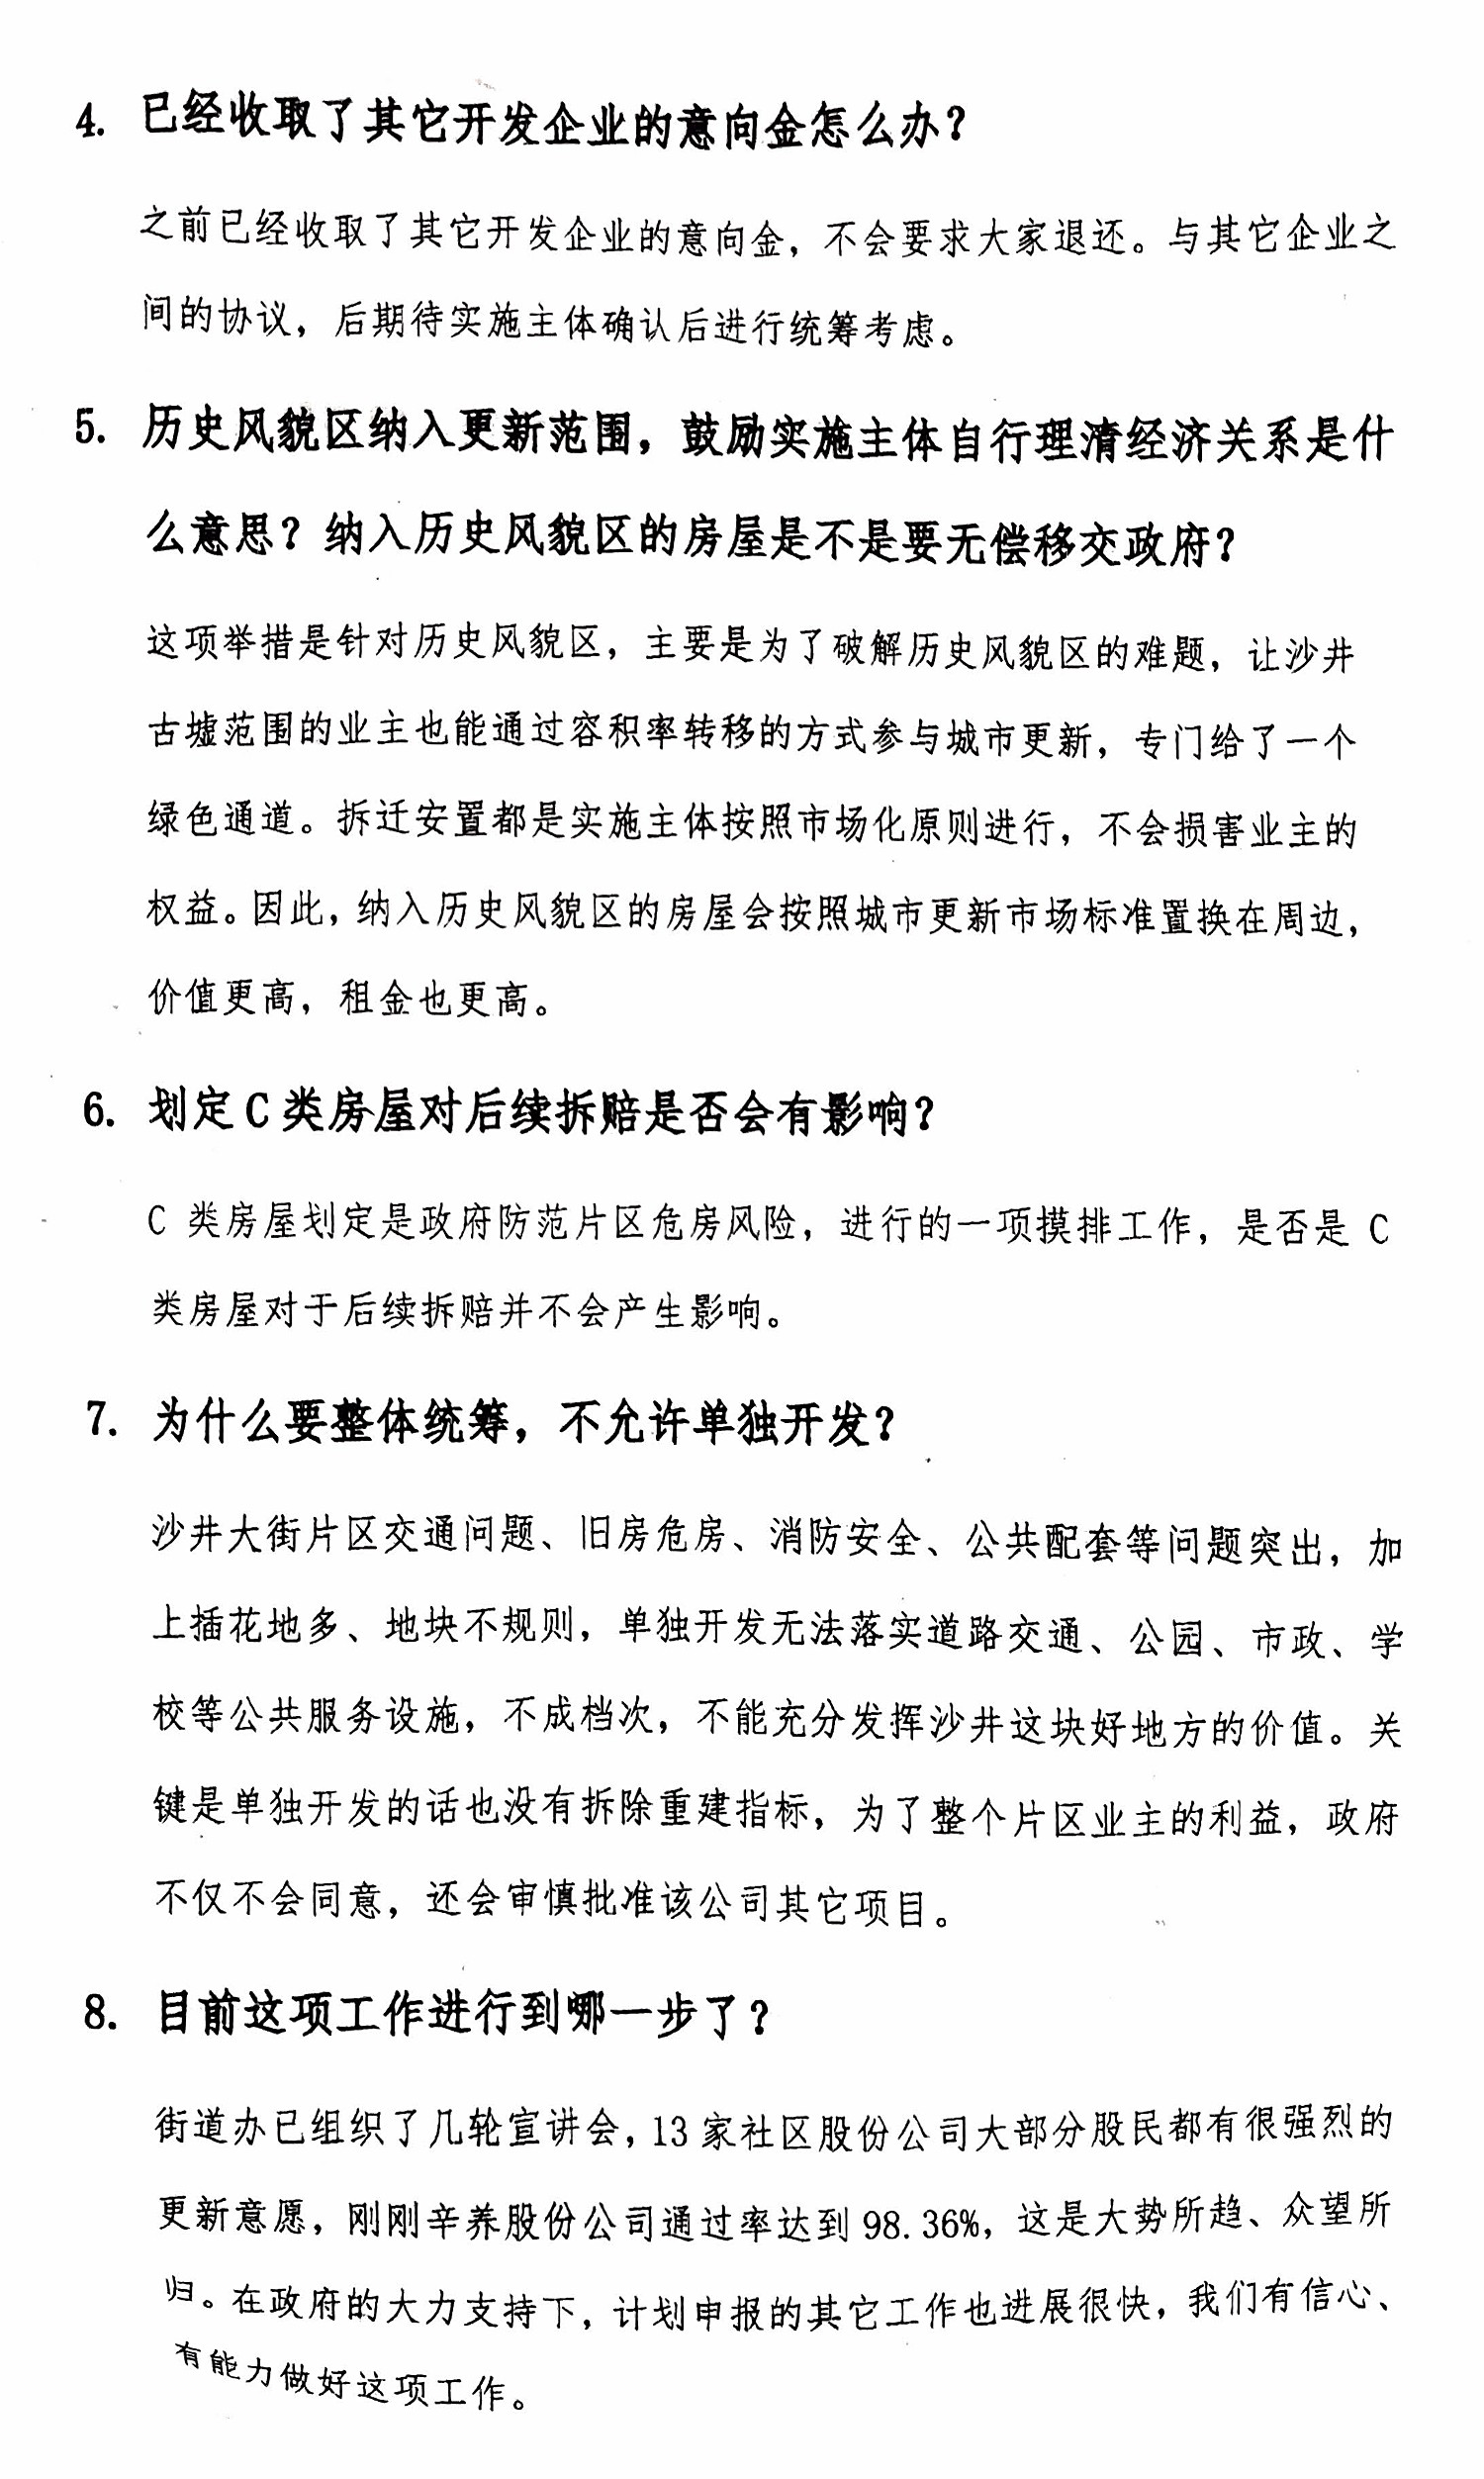 4. 已经收取了其它开发企业的意向金怎么办?
之前已经收取了其它开发企业的意向金，不会要求大家退还。与其它企业之
间的协议，后期待实施主体确认后进行统筹考虑。
5. 历史风貌区纳入更新范围，鼓励实施主体自行理清经济关系是什
么意思? 纳入历史风貌区的房屋是不是要无偿移交政府?
这项举措是针对历史风貌区，主要是为了破解历史风貌区的难题，让沙井
古墟范围的业主也能通过容积率转移的方式参与城市更新，专门给了一个
绿色通道。拆迁安置都是实施主体按照市场化原则进行，不会损害业主的
权益。因此，纳入历史风貌区的房屋会按照城市更新市场标准置换在周边，
价值更高，租金也更高。
6. 划定C类房屋对后续拆赔是否会有影响?
C 类房屋划定是政府防范片区危房风险，进行的一项摸排工作，是否是 C
类房屋对于后续拆赔并不会产生影响。
7. 为什么要整体统筹，不允许单独开发?
沙井大街片区交通问题、旧房危房、消防安全、公共配套等问题突出，加
上插花地多、地块不规则，单独开发无法落实道路交通、公园、市政、学
校等公共服务设施，不成档次，不能充分发挥沙井这块好地方的价值。关
键是单独开发的话也没有拆除重建指标，为了整个片区业主的利益，政府
不仅不会同意，还会审慎批准该公司其它项目。
8. 目前这项工作进行到哪一步了?
街道办已组织了几轮宣讲会，13 家社区股份公司大部分股民都有很强烈的
更新意愿，刚刚辛养股份公司通过率达到 98.36%，这是大势所趋、众望所
归。在政府的大力支持下，计划申报的其它工作也进展很快，我们有信心、
有能力做好这项工作。